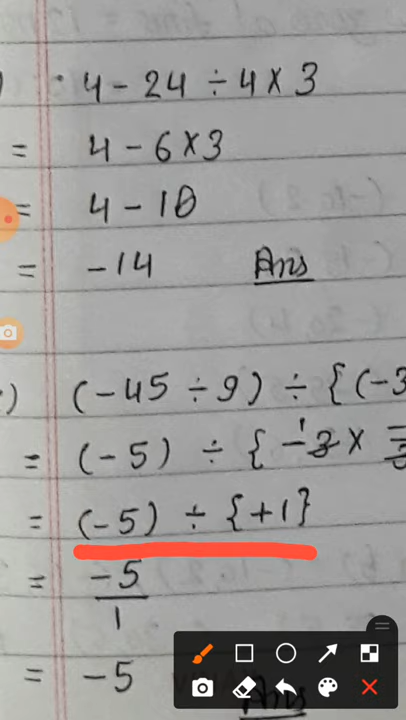 4 - 24 ÷ 4 × 3
= 4 - 6 × 3
= 4 - 18
= -14 Ans
(-45 ÷ 9) ÷ {(-3
= (-5) ÷ {
= (-5) ÷ {+1}
= -5/1
= -5
Ans